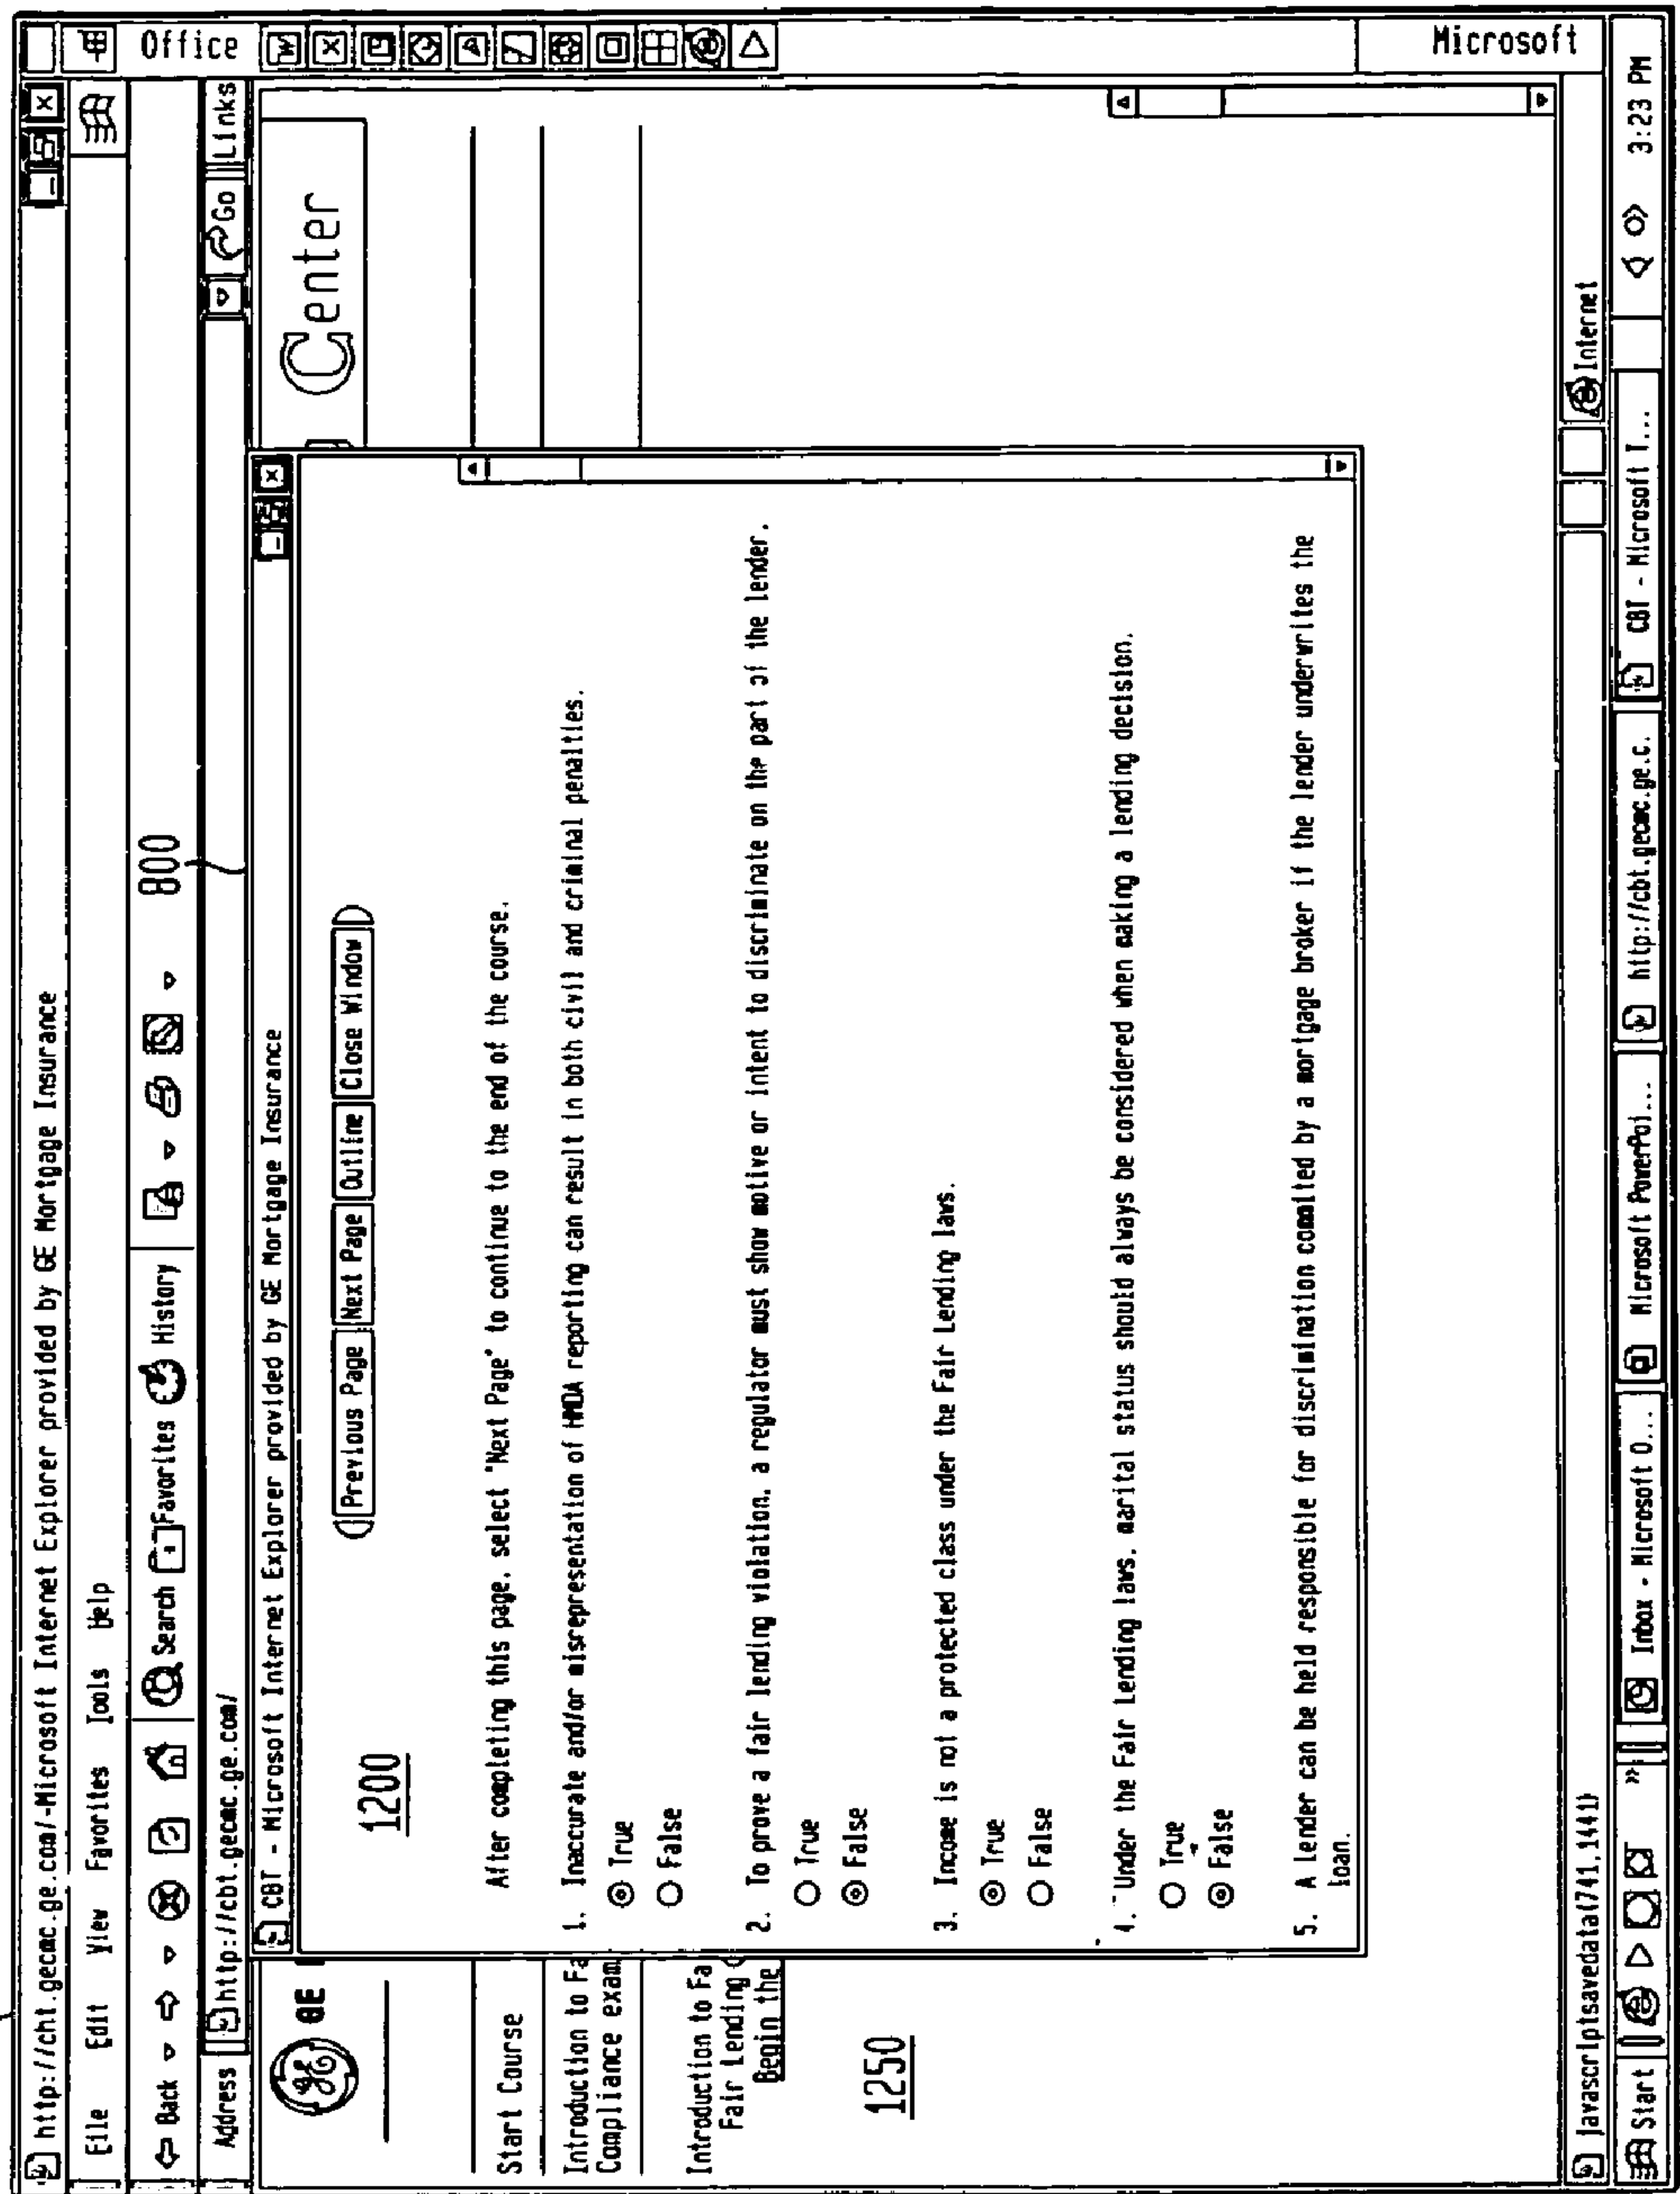 http://cht.gecmc.ge.com/-Microsoft Internet Explorer provided by GE Mortgage Insurance
File Edit View Favorites Tools Help
Back Search Favorites History
800
Address http://cbt.gecmc.ge.com/ Go Links
CBT - Microsoft Internet Explorer provided by GE Mortgage Insurance
GE
Center
Previous Page Next Page Outline Close Window
1200
After completing this page, select "Next Page" to continue to the end of the course.
1. Inaccurate and/or misrepresentation of HMDA reporting can result in both civil and criminal penalties.
True
False
2. To prove a fair lending violation, a regulator must show motive or intent to discriminate on the part of the lender.
True
False
3. Income is not a protected class under the Fair Lending laws.
True
False
4. Under the Fair Lending laws, marital status should always be considered when making a lending decision.
True
False
5. A lender can be held responsible for discrimination commited by a mortgage broker if the lender underwrites the
loan.
Start Course
Introduction to Fa
Compliance exam
Introduction to Fa
Fair Lending
Begin the
1250
javascriptsavedata(741,1441)
Internet
Start » Inbox - Microsoft O... Microsoft PowerPoi... http://cbt.gecmc.ge.c. CBT - Microsoft I... 3:23 PM
Office
Microsoft